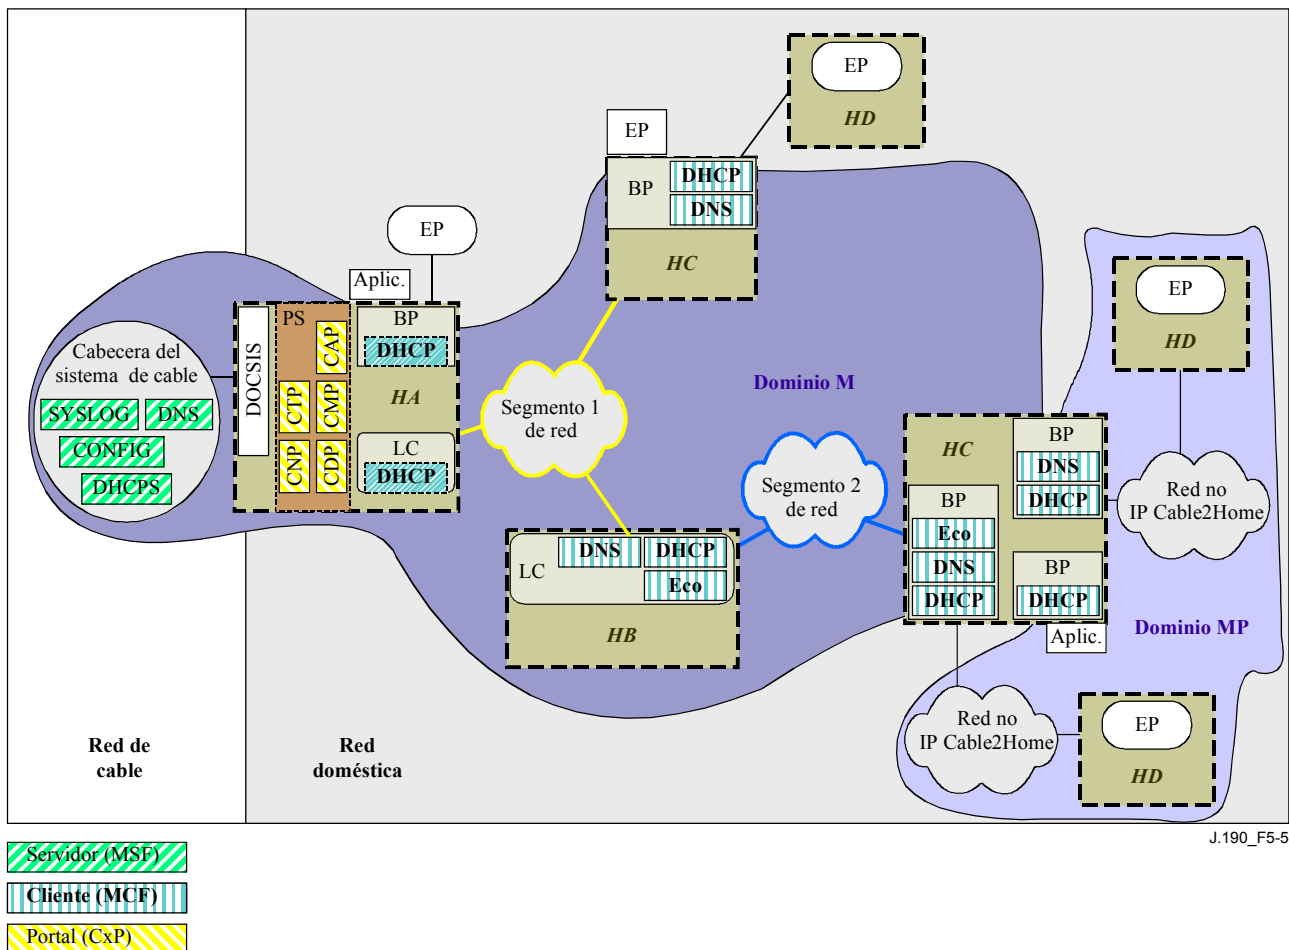 EP
HD
EP
BP
DHCP
DNS
HC
EP
Aplic.
EP
HD
DOCSIS
PS
CAP
CTP
CMP
CNP
CDP
BP
DHCP
HA
LC
DHCP
Cabecera del
sistema de cable
SYSLOG
DNS
CONFIG
DHCPS
Segmento 1
de red
Dominio M
Segmento 2
de red
HC
BP
DNS
DHCP
BP
Eco
DNS
DHCP
BP
DHCP
Aplic.
Red no
IP Cable2Home
Dominio MP
LC
DNS
DHCP
Eco
HB
Red no
IP Cable2Home
EP
HD
Red de
cable
Red
doméstica
J.190_F5-5
Servidor (MSF)
Cliente (MCF)
Portal (CxP)